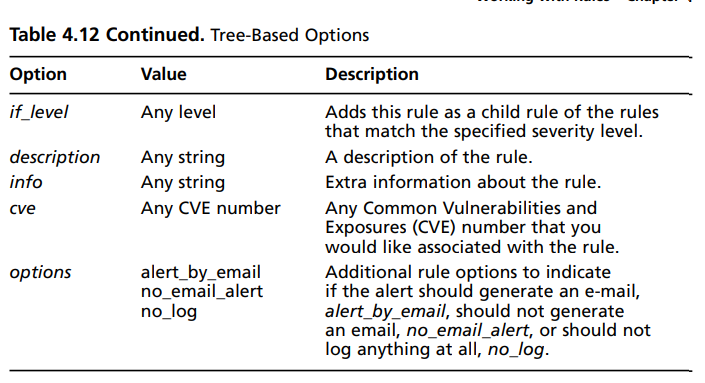 Table 4.12 Continued. Tree-Based Options
Option Value Description
if_level Any level Adds this rule as a child rule of the rules
that match the specified severity level.
description Any string A description of the rule.
info Any string Extra information about the rule.
cve Any CVE number Any Common Vulnerabilities and
Exposures (CVE) number that you
would like associated with the rule.
options alert_by_email Additional rule options to indicate
no_email_alert if the alert should generate an e-mail,
no_log alert_by_email, should not generate
an email, no_email_alert, or should not
log anything at all, no_log.